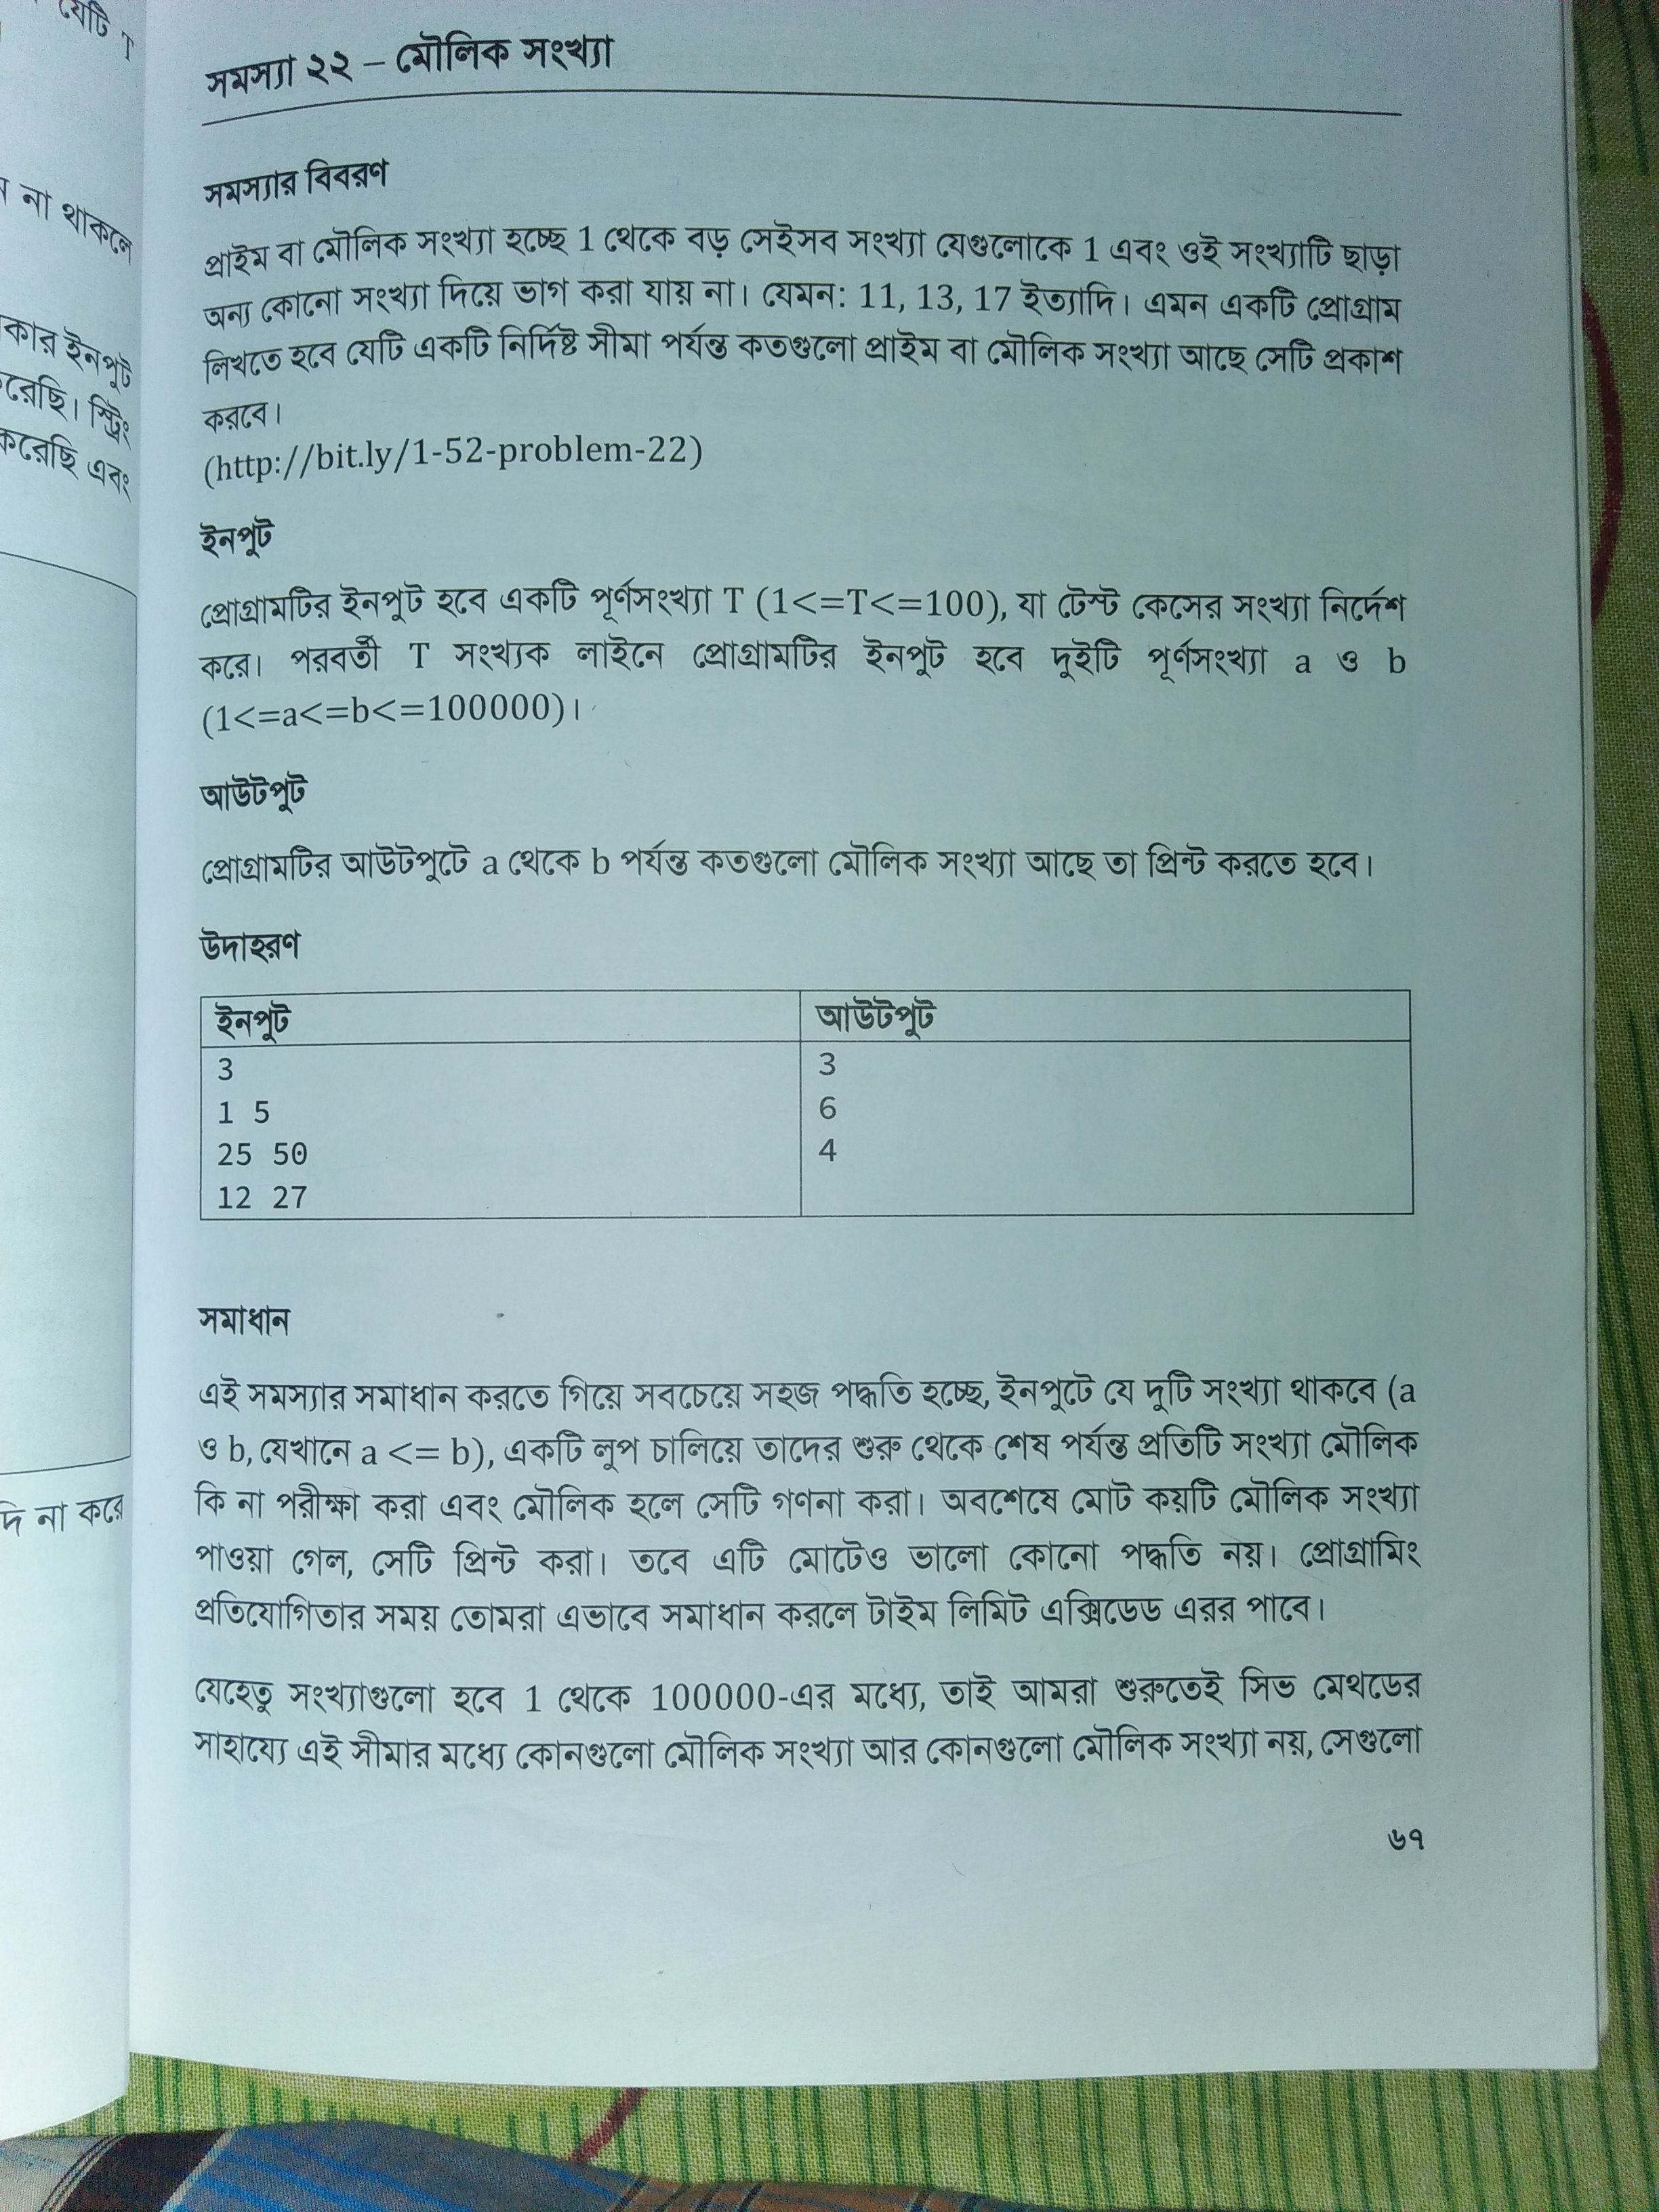 যেটি T
না থাকলে
ইনপুট
স্ট্রিং
করেছি এবং
না করে
সমস্যা ২২ – মৌলিক সংখ্যা
সমস্যার বিবরণ
প্রাইম বা মৌলিক সংখ্যা হচ্ছে 1 থেকে বড় সেইসব সংখ্যা যেগুলোকে 1 এবং ওই সংখ্যাটি ছাড়া
অন্য কোনো সংখ্যা দিয়ে ভাগ করা যায় না। যেমন: 11, 13, 17 ইত্যাদি। এমন একটি প্রোগ্রাম
লিখতে হবে যেটি একটি নির্দিষ্ট সীমা পর্যন্ত কতগুলো প্রাইম বা মৌলিক সংখ্যা আছে সেটি প্রকাশ
করবে।
(http://bit.ly/1-52-problem-22)
ইনপুট
প্রোগ্রামটির ইনপুট হবে একটি পূর্ণসংখ্যা T (1<=T<=100), যা টেস্ট কেসের সংখ্যা নির্দেশ
করে। পরবর্তী T সংখ্যক লাইনে প্রোগ্রামটির ইনপুট হবে দুইটি পূর্ণসংখ্যা a ও b
(1<=a<=b<=100000)।
আউটপুট
প্রোগ্রামটির আউটপুটে a থেকে b পর্যন্ত কতগুলো মৌলিক সংখ্যা আছে তা প্রিন্ট করতে হবে।
উদাহরণ
ইনপুট আউটপুট
3 3
1 5 6
25 50 4
12 27
সমাধান
এই সমস্যার সমাধান করতে গিয়ে সবচেয়ে সহজ পদ্ধতি হচ্ছে, ইনপুটে যে দুটি সংখ্যা থাকবে (a
ও b, যেখানে a <= b), একটি লুপ চালিয়ে তাদের শুরু থেকে শেষ পর্যন্ত প্রতিটি সংখ্যা মৌলিক
কি না পরীক্ষা করা এবং মৌলিক হলে সেটি গণনা করা। অবশেষে মোট কয়টি মৌলিক সংখ্যা
পাওয়া গেল, সেটি প্রিন্ট করা। তবে এটি মোটেও ভালো কোনো পদ্ধতি নয়। প্রোগ্রামিং
প্রতিযোগিতার সময় তোমরা এভাবে সমাধান করলে টাইম লিমিট এক্সিডেড এরর পাবে।
যেহেতু সংখ্যাগুলো হবে 1 থেকে 100000-এর মধ্যে, তাই আমরা শুরুতেই সিভ মেথডের
সাহায্যে এই সীমার মধ্যে কোনগুলো মৌলিক সংখ্যা আর কোনগুলো মৌলিক সংখ্যা নয়, সেগুলো
৬৭